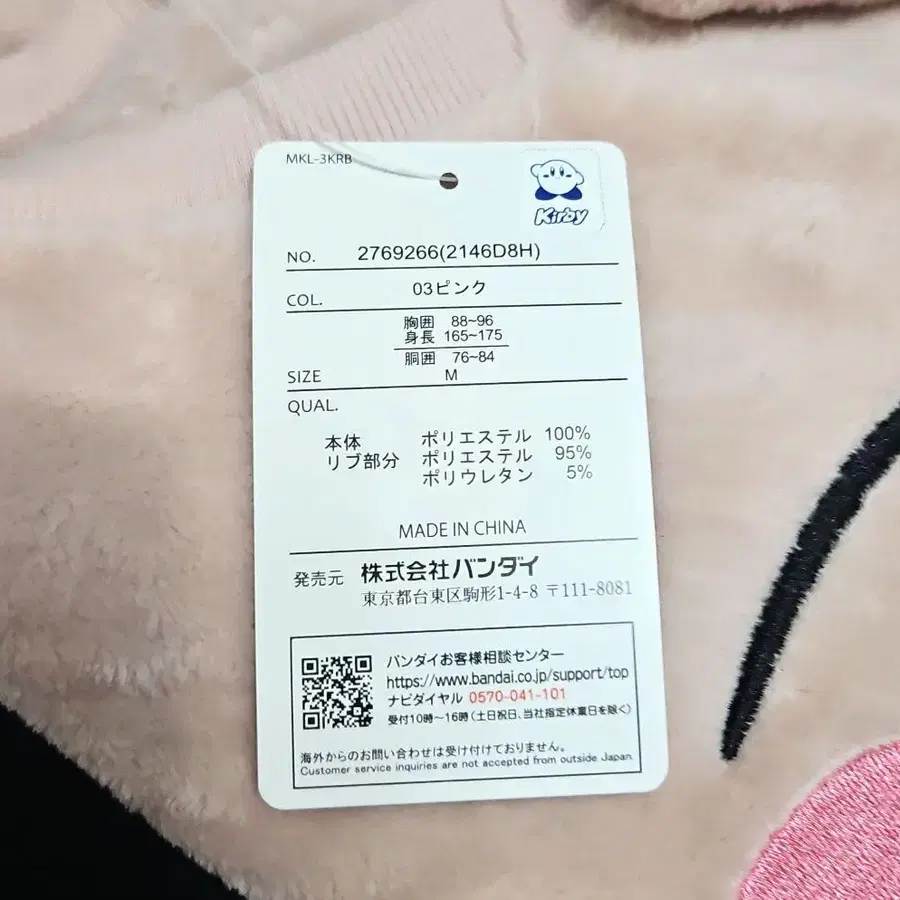 MKL-3KRB
Kirby
NO. 2769266(2146D8H)
COL. 03ピンク
胸囲 88~96
身長 165~175
胴囲 76~84
SIZE M
QUAL.
本体 ポリエステル 100%
リブ部分 ポリエステル 95%
ポリウレタン 5%
MADE IN CHINA
発売元 株式会社バンダイ
東京都台東区駒形1-4-8 〒111-8081
バンダイお客様相談センター
https://www.bandai.co.jp/support/top
ナビダイヤル 0570-041-101
受付10時～16時(土日祝日、当社指定休業日を除く)
海外からのお問い合わせは受け付けておりません。
Customer service inquiries are not accepted from outside Japan.